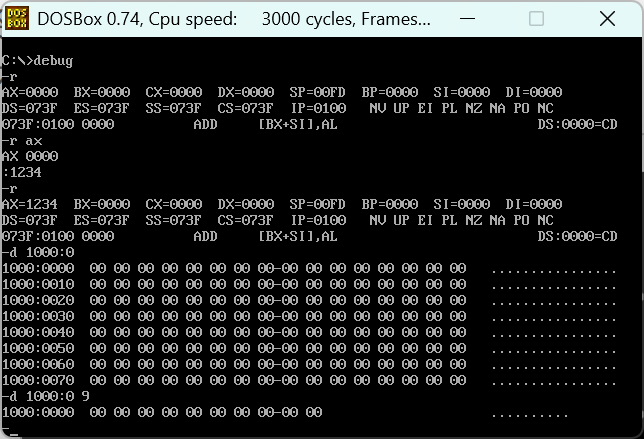 DOS BOX DOSBox 0.74, Cpu speed:    3000 cycles, Frames...
C:\>debug
-r
AX=0000  BX=0000  CX=0000  DX=0000  SP=00FD  BP=0000  SI=0000  DI=0000
DS=073F  ES=073F  SS=073F  CS=073F  IP=0100   NV UP EI PL NZ NA PO NC
073F:0100 0000          ADD     [BX+SI],AL                         DS:0000=CD
-r ax
AX 0000
:1234
-r
AX=1234  BX=0000  CX=0000  DX=0000  SP=00FD  BP=0000  SI=0000  DI=0000
DS=073F  ES=073F  SS=073F  CS=073F  IP=0100   NV UP EI PL NZ NA PO NC
073F:0100 0000          ADD     [BX+SI],AL                         DS:0000=CD
-d 1000:0
1000:0000  00 00 00 00 00 00 00 00-00 00 00 00 00 00 00 00   ................
1000:0010  00 00 00 00 00 00 00 00-00 00 00 00 00 00 00 00   ................
1000:0020  00 00 00 00 00 00 00 00-00 00 00 00 00 00 00 00   ................
1000:0030  00 00 00 00 00 00 00 00-00 00 00 00 00 00 00 00   ................
1000:0040  00 00 00 00 00 00 00 00-00 00 00 00 00 00 00 00   ................
1000:0050  00 00 00 00 00 00 00 00-00 00 00 00 00 00 00 00   ................
1000:0060  00 00 00 00 00 00 00 00-00 00 00 00 00 00 00 00   ................
1000:0070  00 00 00 00 00 00 00 00-00 00 00 00 00 00 00 00   ................
-d 1000:0 9
1000:0000  00 00 00 00 00 00 00 00-00 00                     ..........
-_